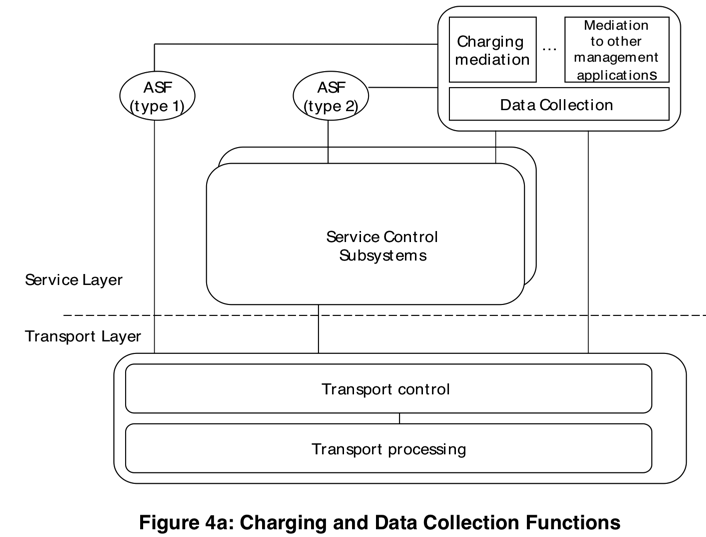 Charging
mediation
...
Mediation
to other
management
applications
Data Collection
ASF
(type 1)
ASF
(type 2)
Service Control
Subsystems
Service Layer
Transport Layer
Transport control
Transport processing
Figure 4a: Charging and Data Collection Functions